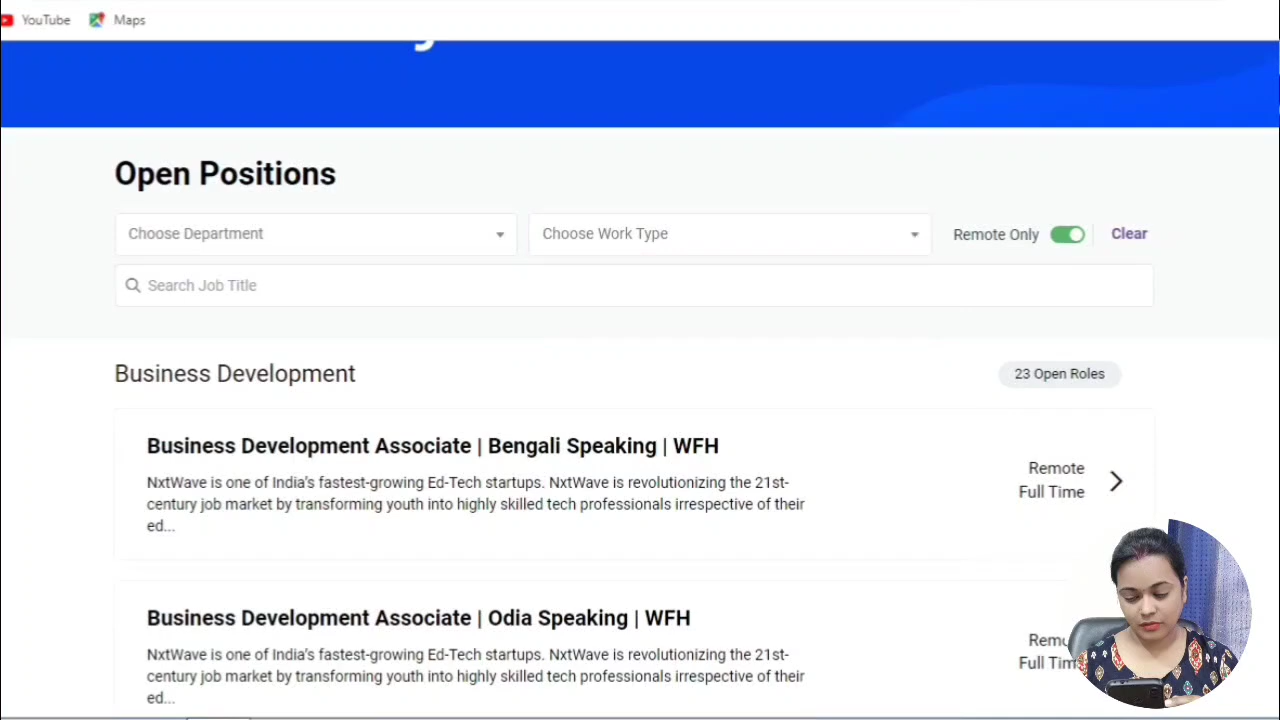 YouTube Maps
Open Positions
Choose Department Choose Work Type Remote Only Clear
Search Job Title
Business Development 23 Open Roles
Business Development Associate | Bengali Speaking | WFH
NxtWave is one of India's fastest-growing Ed-Tech startups. NxtWave is revolutionizing the 21st-
century job market by transforming youth into highly skilled tech professionals irrespective of their
ed...
Remote
Full Time
Business Development Associate | Odia Speaking | WFH
NxtWave is one of India's fastest-growing Ed-Tech startups. NxtWave is revolutionizing the 21st-
century job market by transforming youth into highly skilled tech professionals irrespective of their
ed...
Full